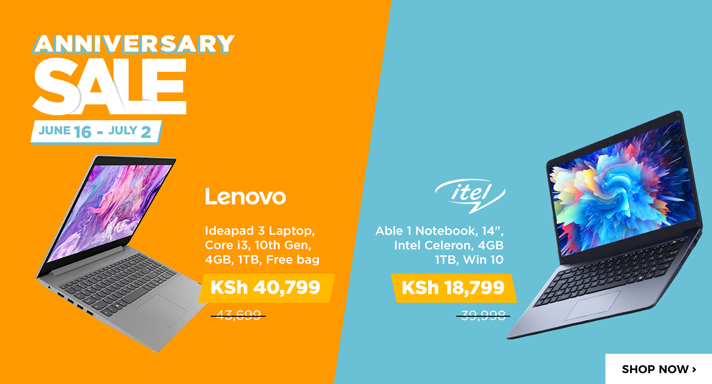 ANNIVERSARY
SALE
JUNE 16 - JULY 2
Lenovo
Ideapad 3 Laptop,
Core i3, 10th Gen,
4GB, 1TB, Free bag
KSh 40,799
43,699
itel
Able 1 Notebook, 14",
Intel Celeron, 4GB
1TB, Win 10
KSh 18,799
39,998
SHOP NOW ›